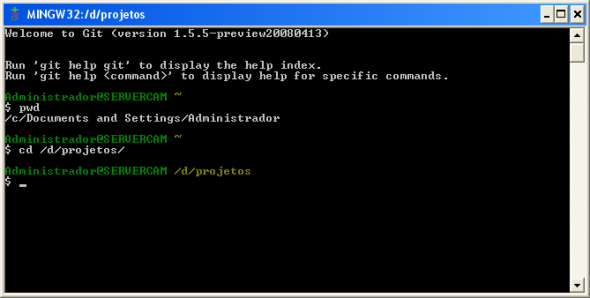 MINGW32:/d/projetos
Welcome to Git (version 1.5.5-preview20080413)
Run 'git help git' to display the help index.
Run 'git help <command>' to display help for specific commands.
Administrador@SERVERCAM ~
$ pwd
/c/Documents and Settings/Administrador
Administrador@SERVERCAM ~
$ cd /d/projetos/
Administrador@SERVERCAM /d/projetos
$ _